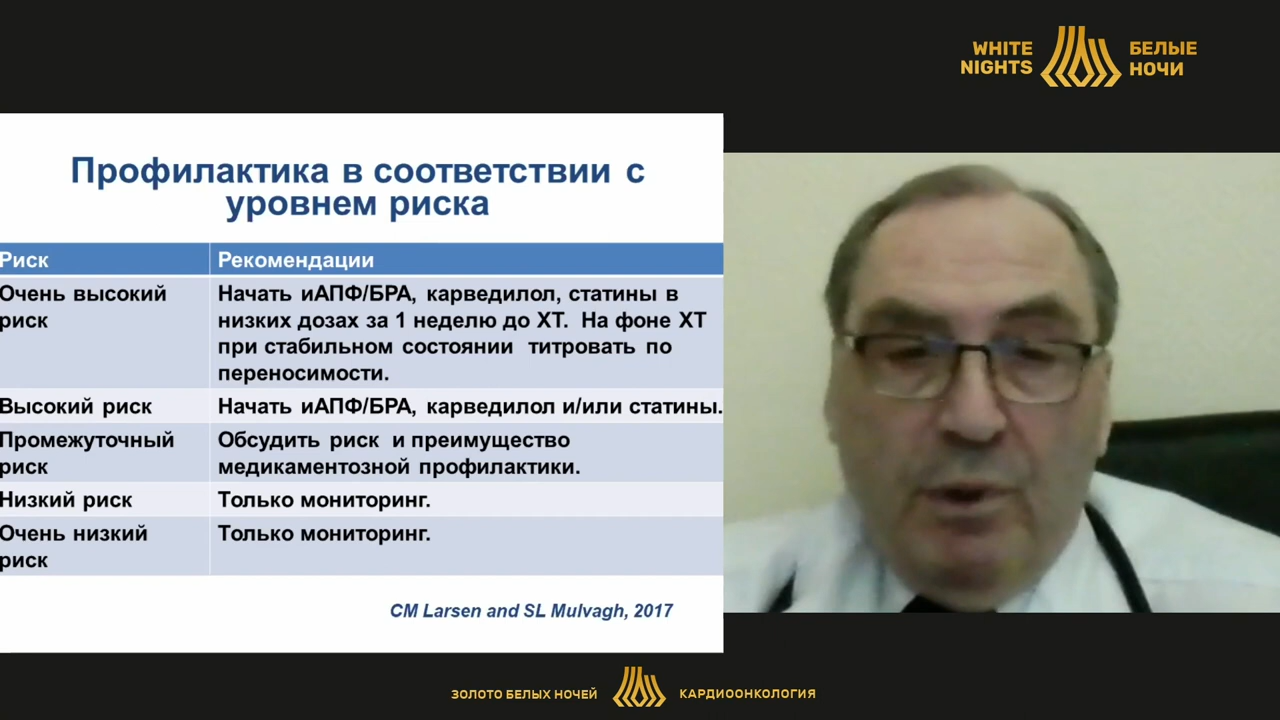 WHITE
NIGHTS
БЕЛЫЕ
НОЧИ
Профилактика в соответствии с
уровнем риска
Риск
Рекомендации
Очень высокий
риск
Начать иАПФ/БРА, карведилол, статины в
низких дозах за 1 неделю до ХТ. На фоне ХТ
при стабильном состоянии титровать по
переносимости.
Высокий риск
Начать иАПФ/БРА, карведилол и/или статины.
Промежуточный
риск
Обсудить риск и преимущество
медикаментозной профилактики.
Низкий риск
Только мониторинг.
Очень низкий
риск
Только мониторинг.
CM Larsen and SL Mulvagh, 2017
ЗОЛОТО БЕЛЫХ НОЧЕЙ
КАРДИООНКОЛОГИЯ